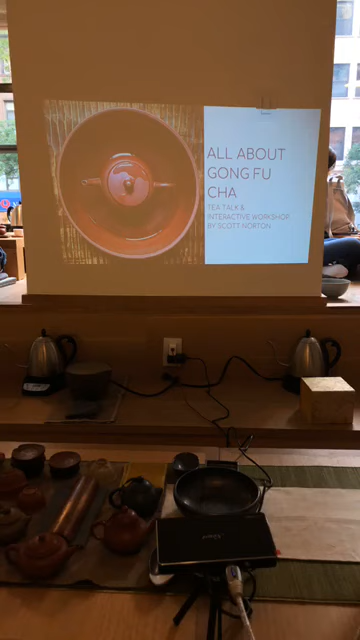 ALL ABOUT
GONG FU
CHA
TEA TALK &
INTERACTIVE WORKSHOP
BY SCOTT NORTON